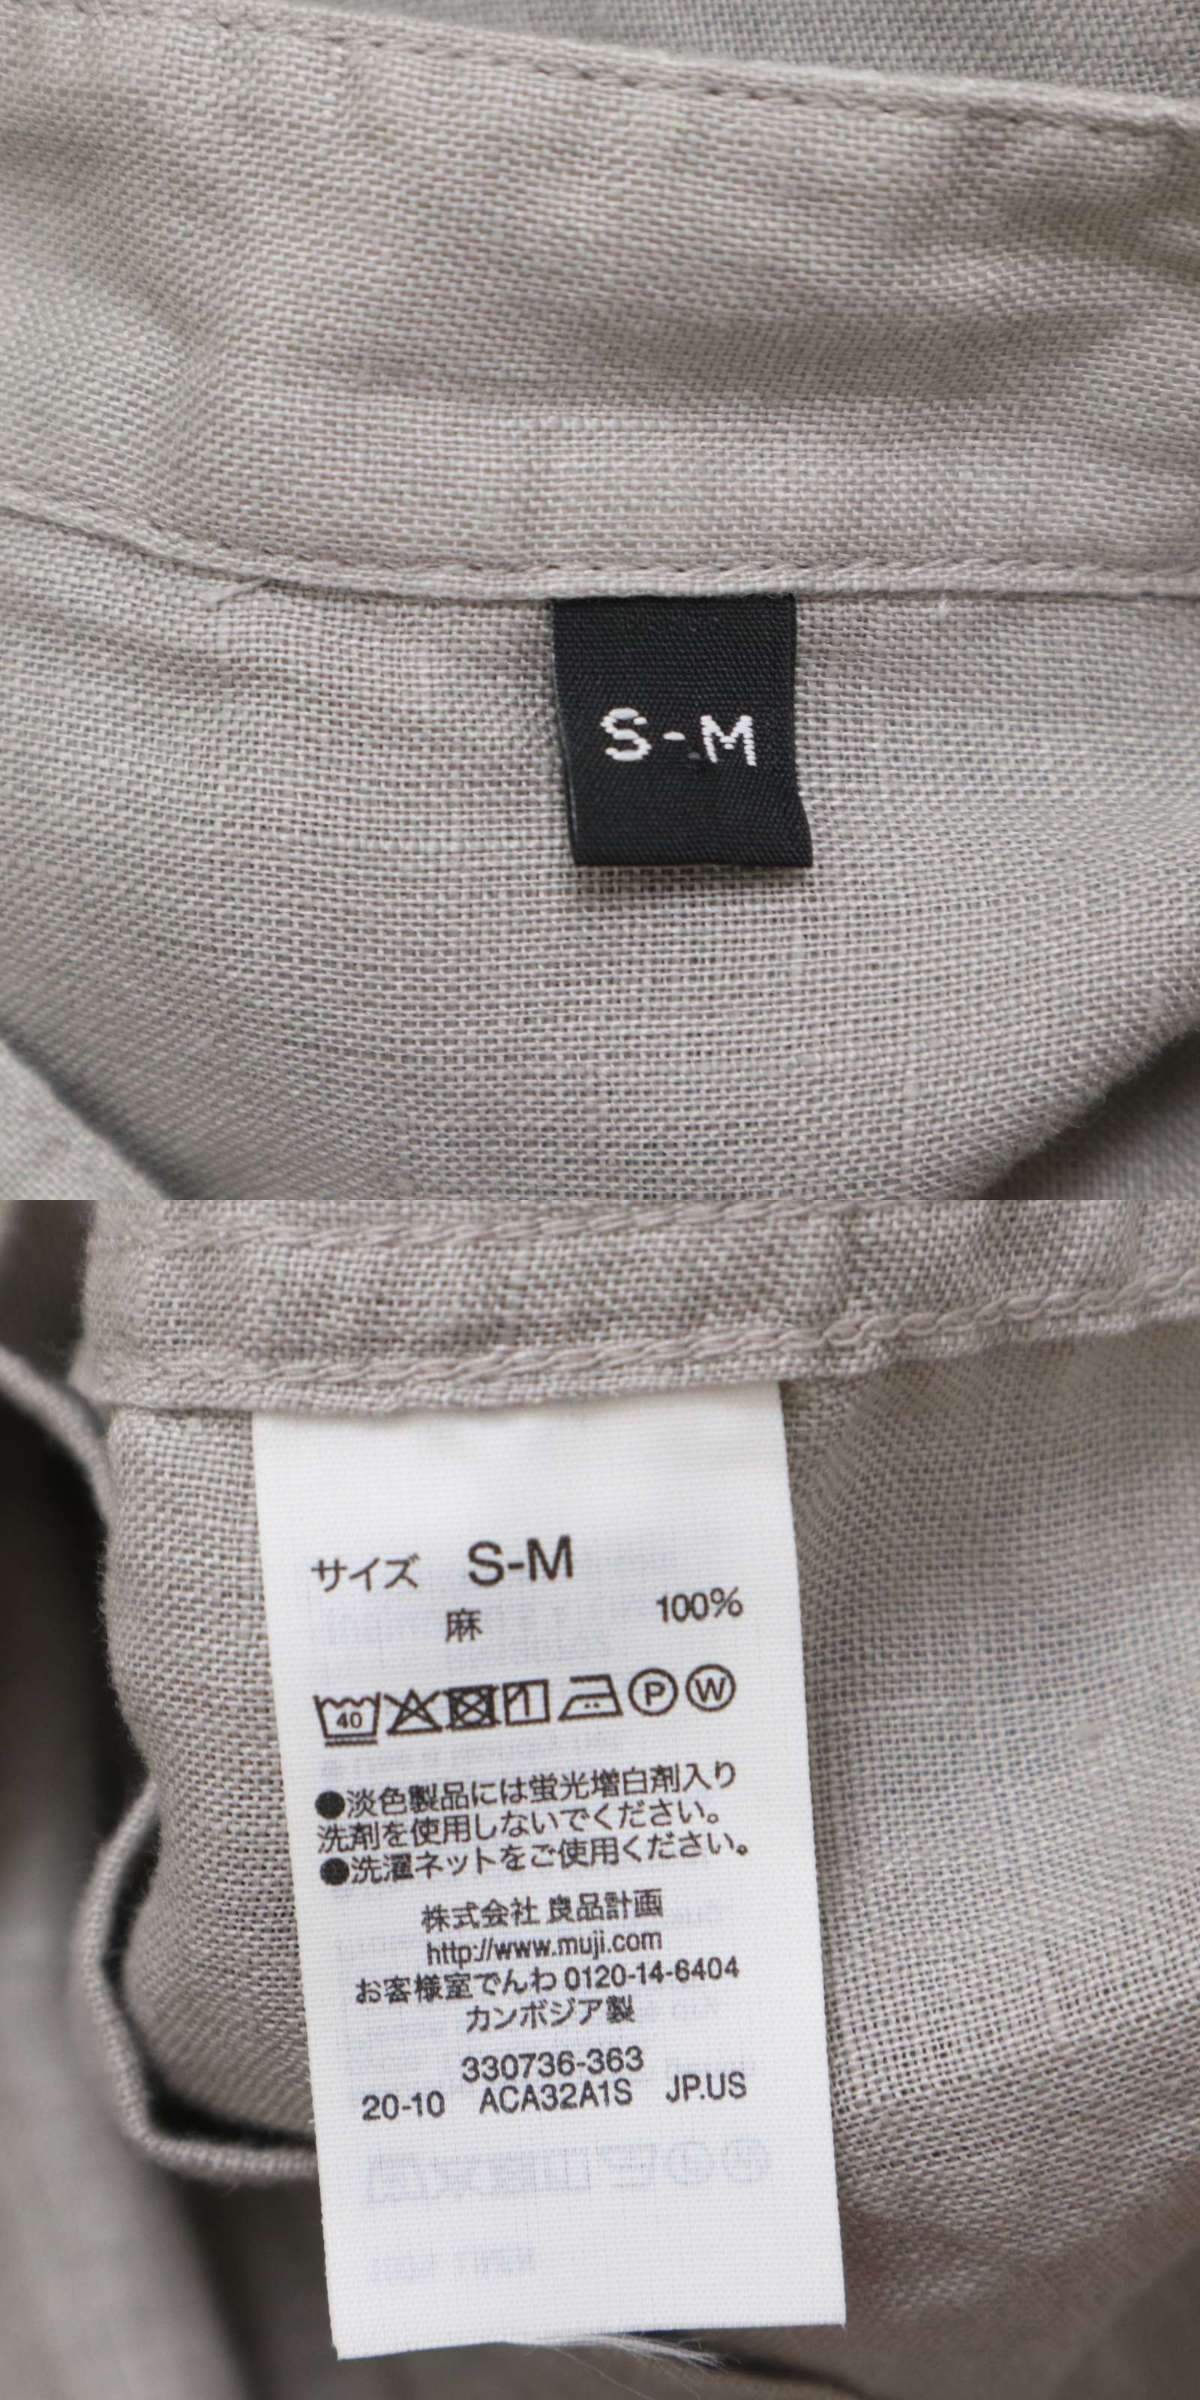 S-M
サイズ S-M
麻 100%
40 P W
●淡色製品には蛍光増白剤入り
洗剤を使用しないでください。
●洗濯ネットをご使用ください。
株式会社 良品計画
http://www.muji.com
お客様室でんわ 0120-14-6404
カンボジア製
330736-363
20-10 ACA32A1S JP.US